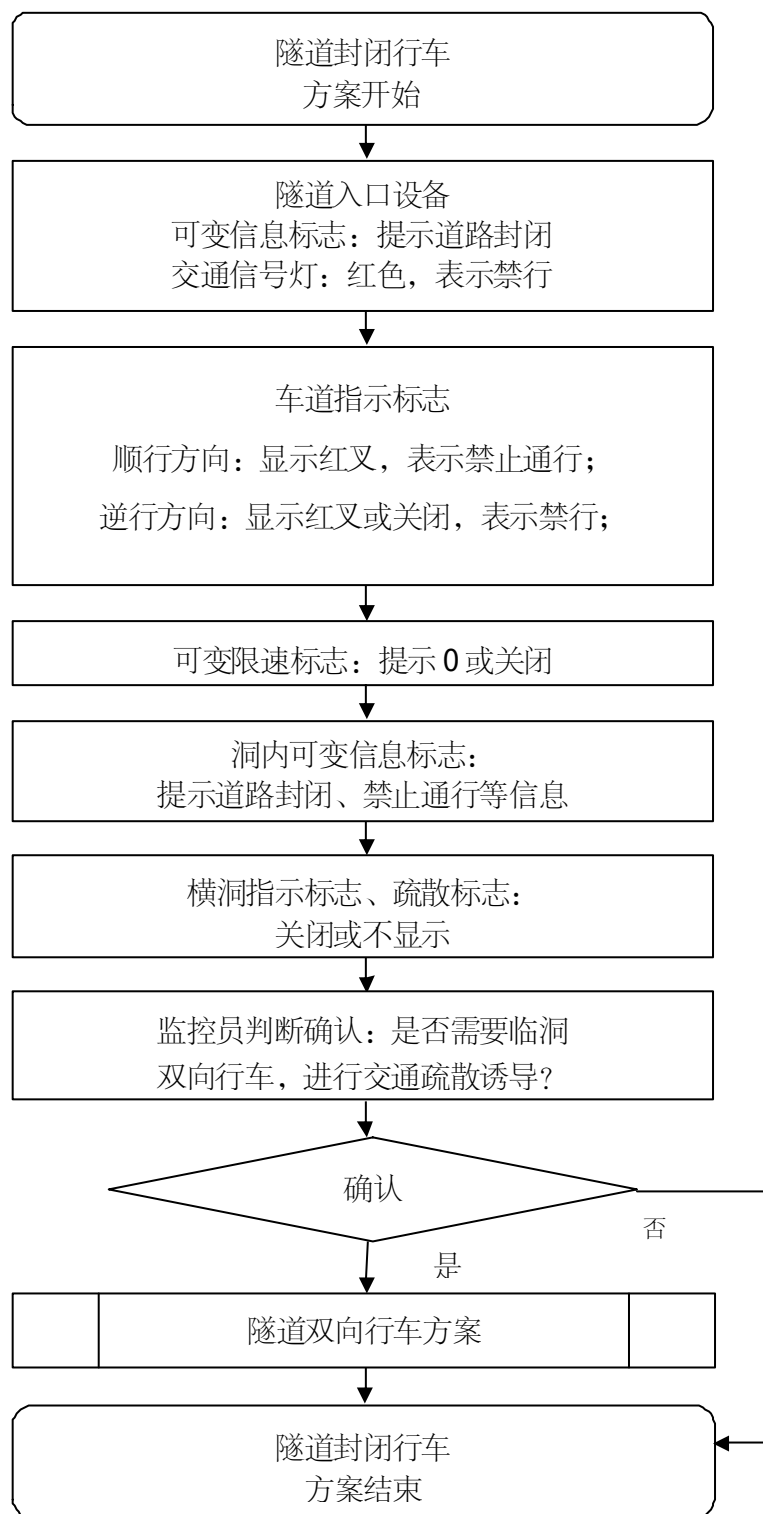 隧道封闭行车
方案开始
隧道入口设备
可变信息标志：提示道路封闭
交通信号灯：红色，表示禁行
车道指示标志
顺行方向：显示红叉，表示禁止通行；
逆行方向：显示红叉或关闭，表示禁行；
可变限速标志：提示0或关闭
洞内可变信息标志：
提示道路封闭、禁止通行等信息
横洞指示标志、疏散标志：
关闭或不显示
监控员判断确认：是否需要临洞
双向行车，进行交通疏散诱导？
确认
否
是
隧道双向行车方案
隧道封闭行车
方案结束